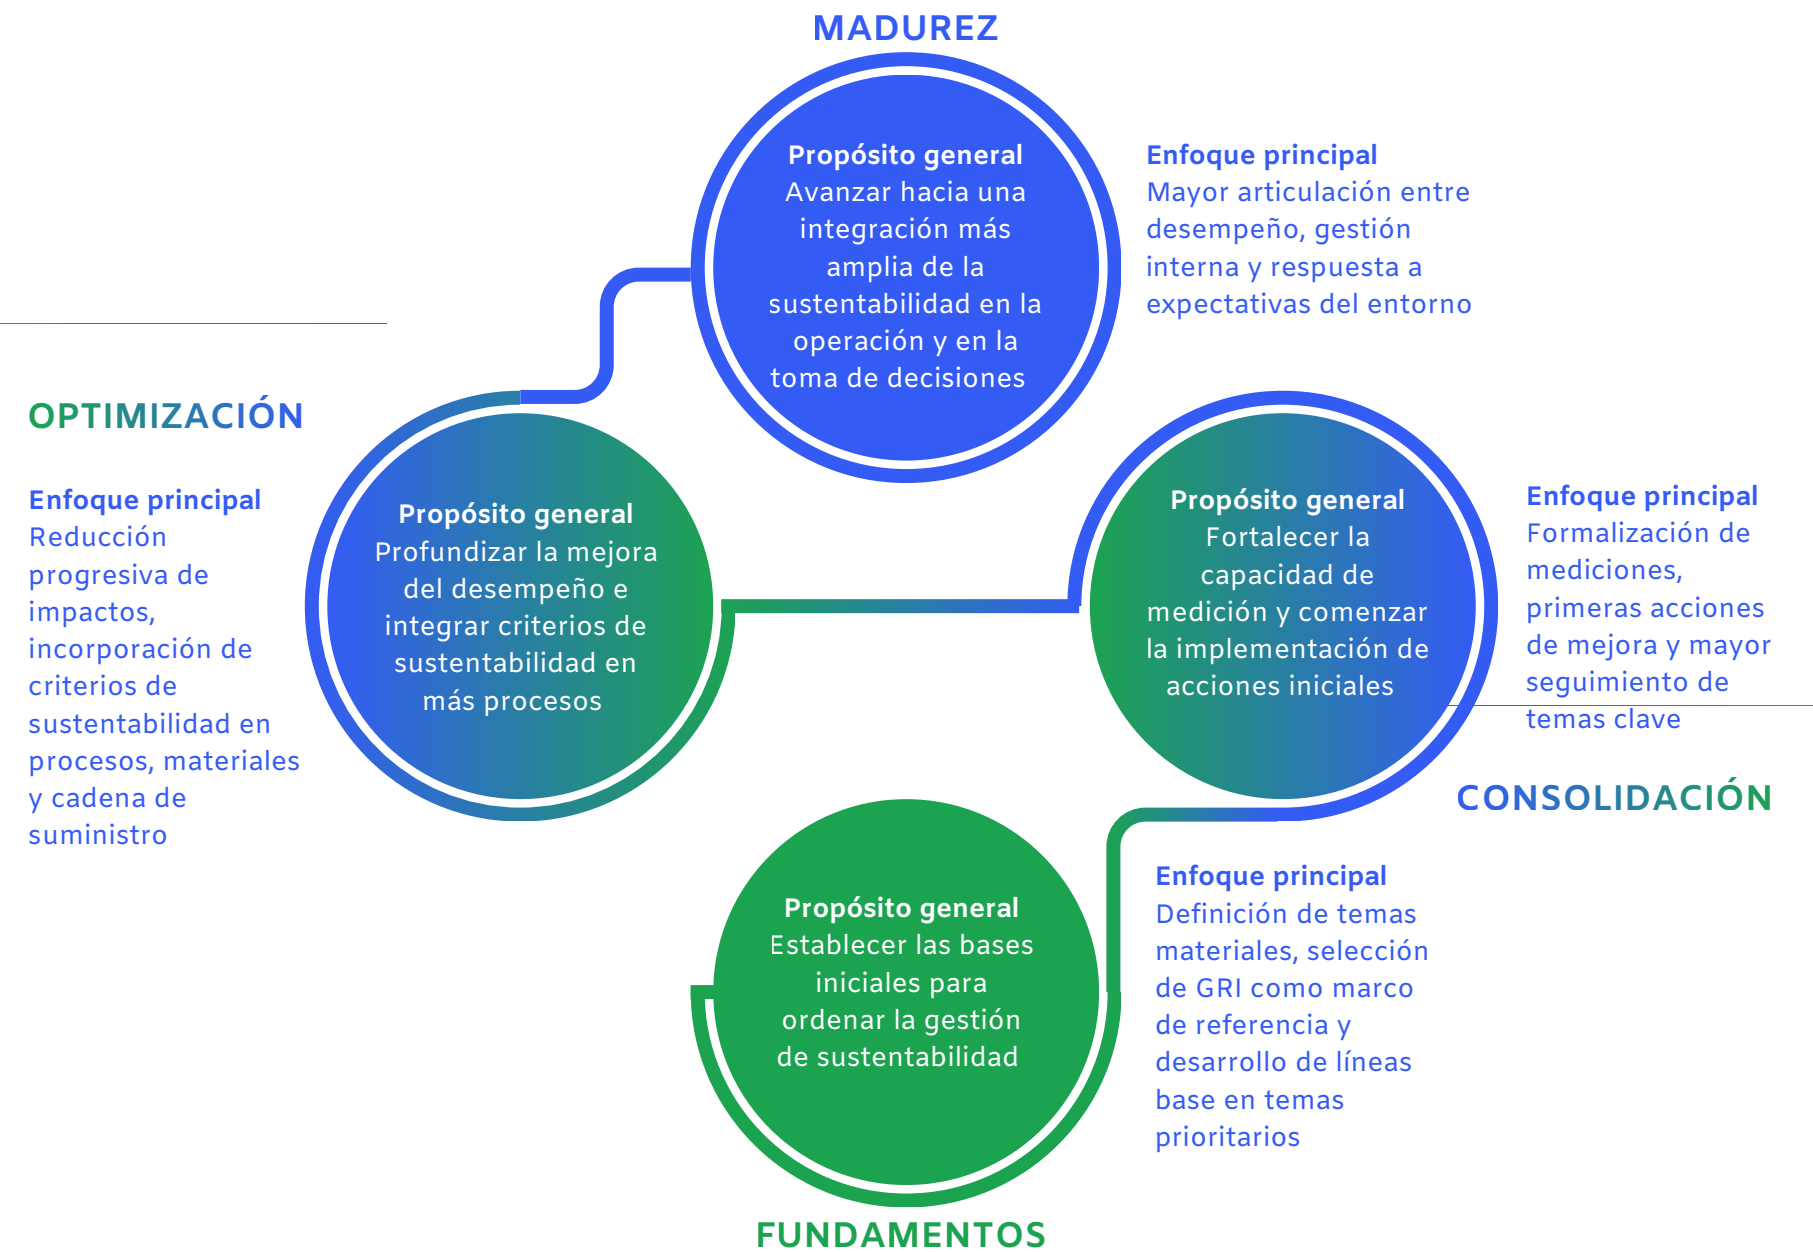 MADUREZ
Propósito general
Avanzar hacia una
integración más
amplia de la
sustentabilidad en la
operación y en la
toma de decisiones
Enfoque principal
Mayor articulación entre
desempeño, gestión
interna y respuesta a
expectativas del entorno
OPTIMIZACIÓN
Enfoque principal
Reducción
progresiva de
impactos,
incorporación de
criterios de
sustentabilidad en
procesos, materiales
y cadena de
suministro
Propósito general
Profundizar la mejora
del desempeño e
integrar criterios de
sustentabilidad en
más procesos
Propósito general
Fortalecer la
capacidad de
medición y comenzar
la implementación de
acciones iniciales
Enfoque principal
Formalización de
mediciones,
primeras acciones
de mejora y mayor
seguimiento de
temas clave
CONSOLIDACIÓN
Propósito general
Establecer las bases
iniciales para
ordenar la gestión
de sustentabilidad
Enfoque principal
Definición de temas
materiales, selección
de GRI como marco
de referencia y
desarrollo de líneas
base en temas
prioritarios
FUNDAMENTOS